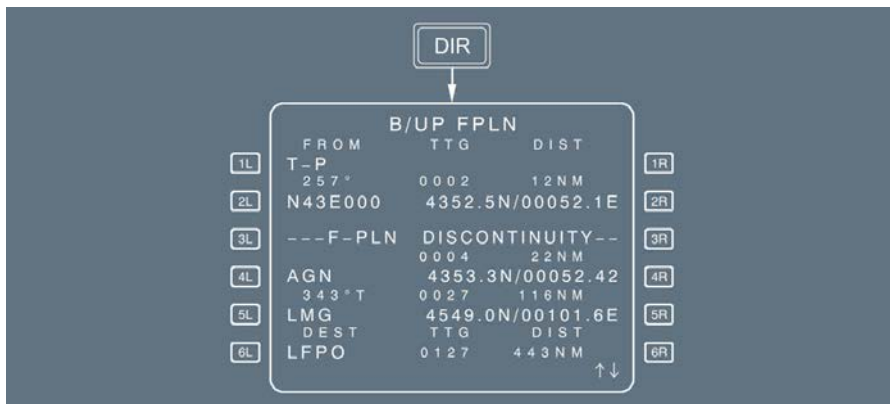 DIR
B/UP FPLN
FROM TTG DIST
1L T-P 1R
257° 0002 12NM
2L N43E000 4352.5N/00052.1E 2R
3L ---F-PLN DISCONTINUITY-- 3R
0004 22NM
4L AGN 4353.3N/00052.42 4R
343°T 0027 116NM
5L LMG 4549.0N/00101.6E 5R
DEST TTG DIST
6L LFPO 0127 443NM 6R
↑↓